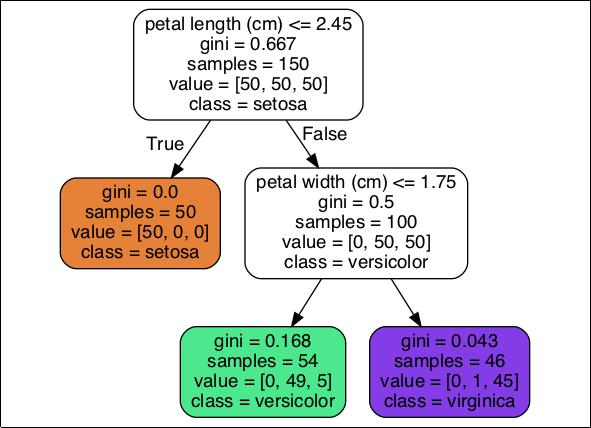 petal length (cm) <= 2.45
gini = 0.667
samples = 150
value = [50, 50, 50]
class = setosa
True
False
gini = 0.0
samples = 50
value = [50, 0, 0]
class = setosa
petal width (cm) <= 1.75
gini = 0.5
samples = 100
value = [0, 50, 50]
class = versicolor
gini = 0.168
samples = 54
value = [0, 49, 5]
class = versicolor
gini = 0.043
samples = 46
value = [0, 1, 45]
class = virginica